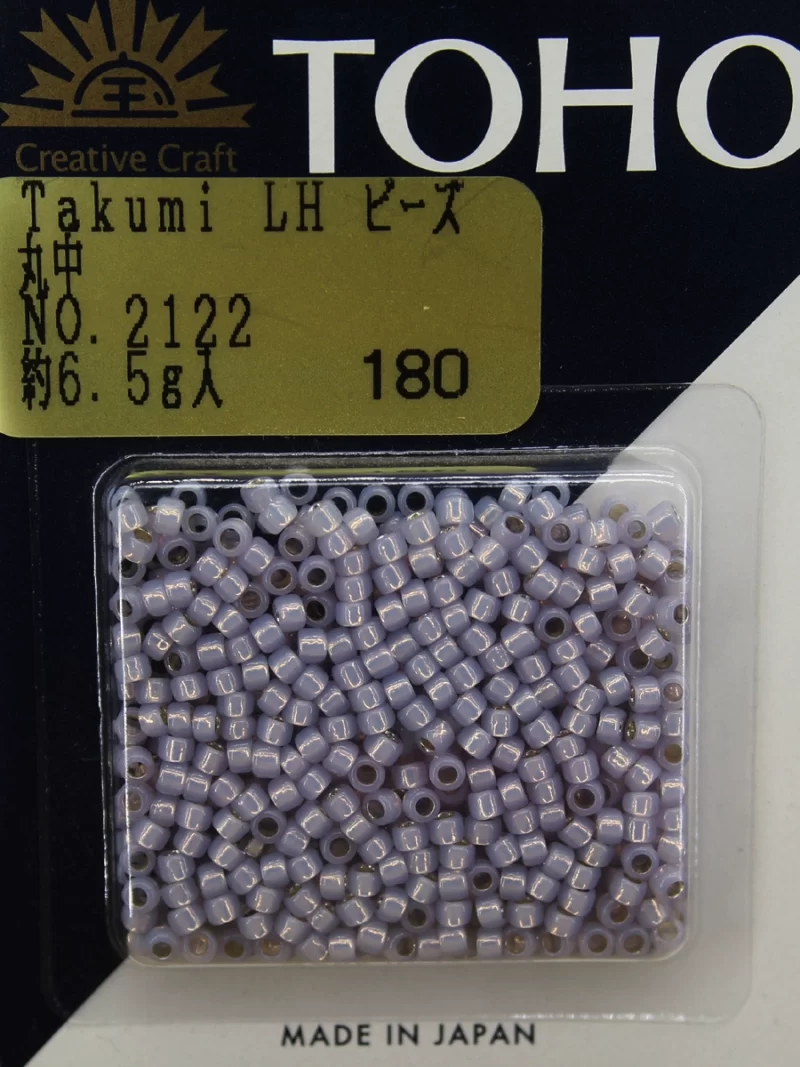 玉
TOHO
Creative Craft
Takumi LH ビーズ
丸中
NO. 2122
約6.5g入 180
MADE IN JAPAN